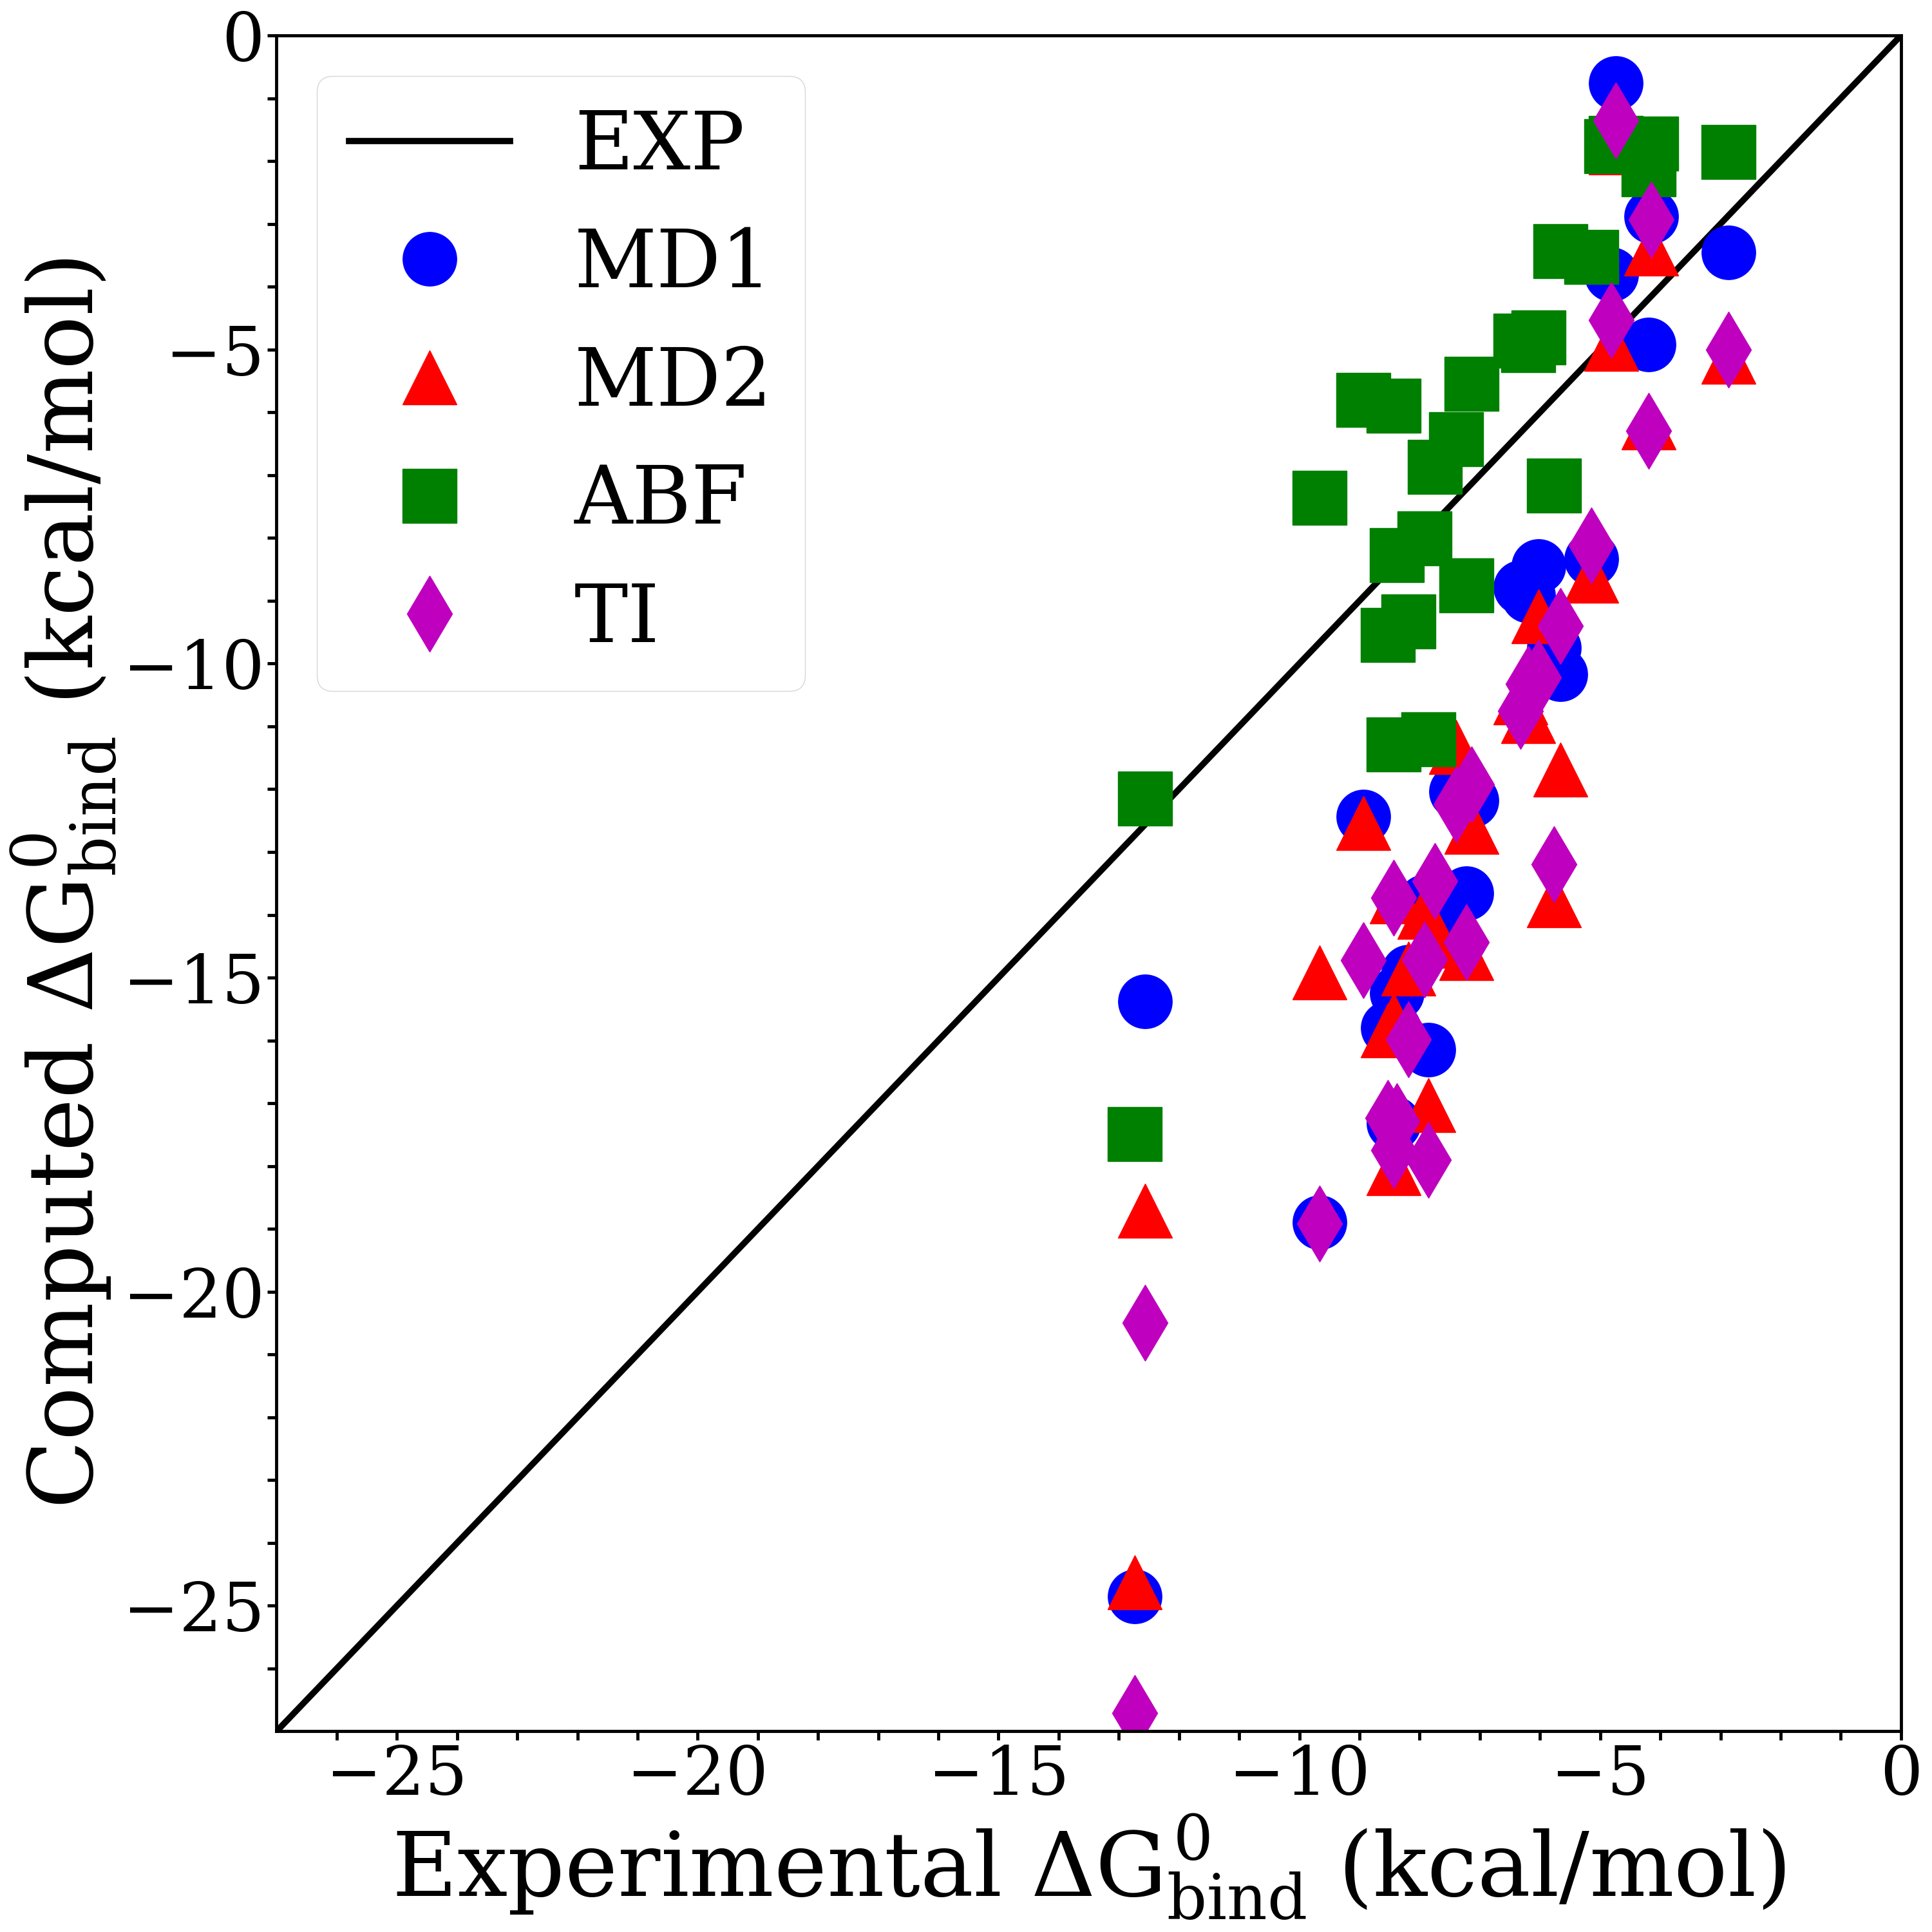 Computed ΔG⁰bind (kcal/mol)
0
−5
−10
−15
−20
−25
EXP
MD1
MD2
ABF
TI
−25 −20 −15 −10 −5 0
Experimental ΔG⁰bind (kcal/mol)